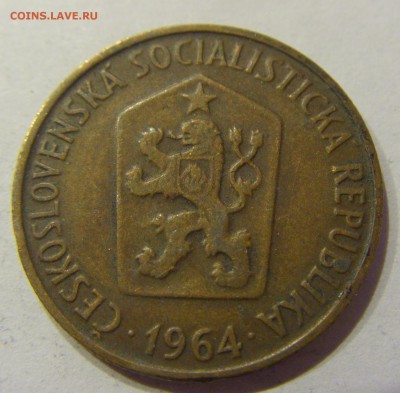 COINS.LAVE.RU
ČESKOSLOVENSKÁ SOCIALISTICKÁ REPUBLIKA
· 1964 ·